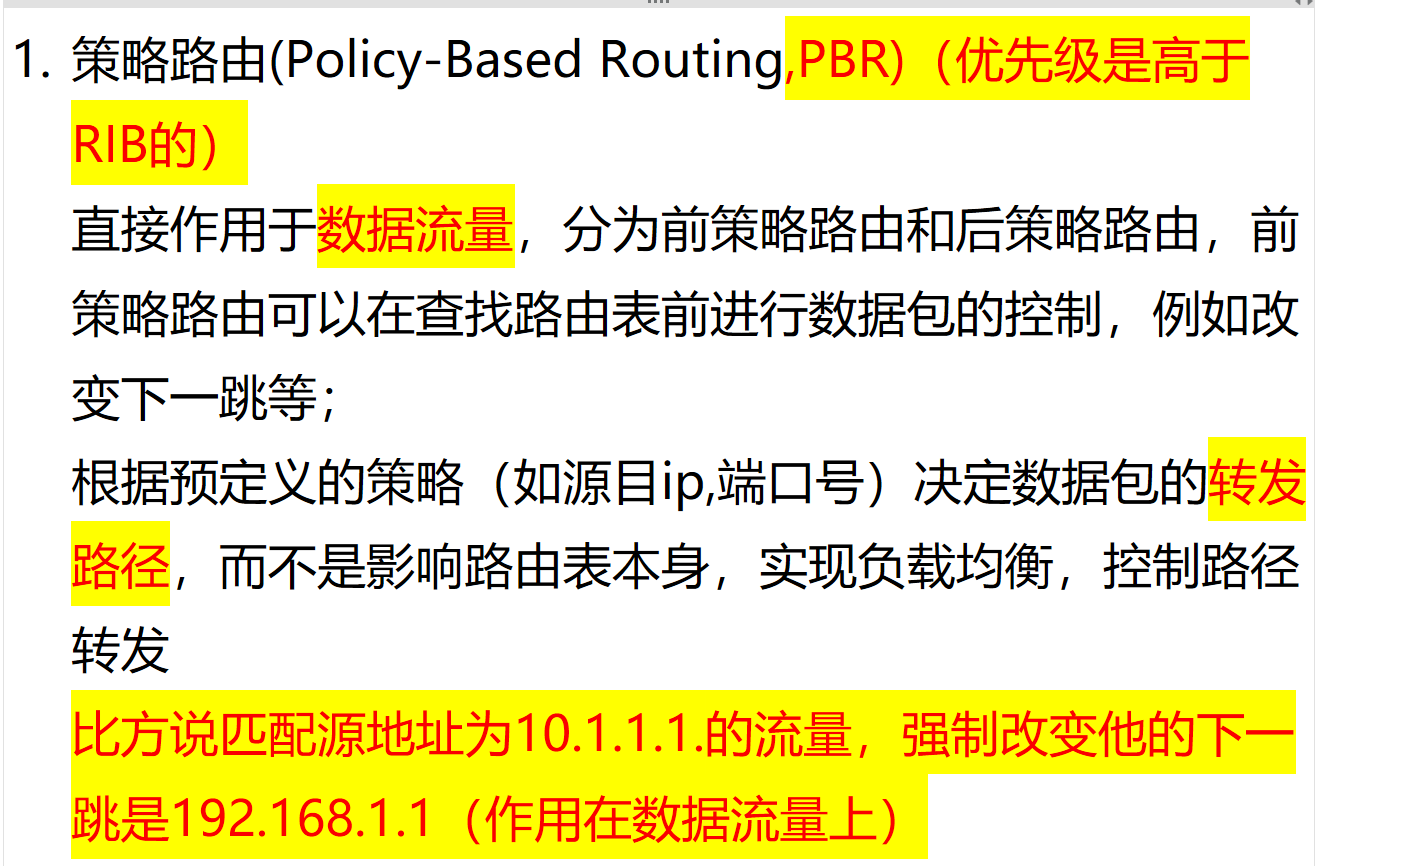 1. 策略路由(Policy-Based Routing,PBR)（优先级是高于
RIB的）
直接作用于数据流量，分为前策略路由和后策略路由，前
策略路由可以在查找路由表前进行数据包的控制，例如改
变下一跳等；
根据预定义的策略（如源目ip,端口号）决定数据包的转发
路径，而不是影响路由表本身，实现负载均衡，控制路径
转发
比方说匹配源地址为10.1.1.1.的流量，强制改变他的下一
跳是192.168.1.1（作用在数据流量上）